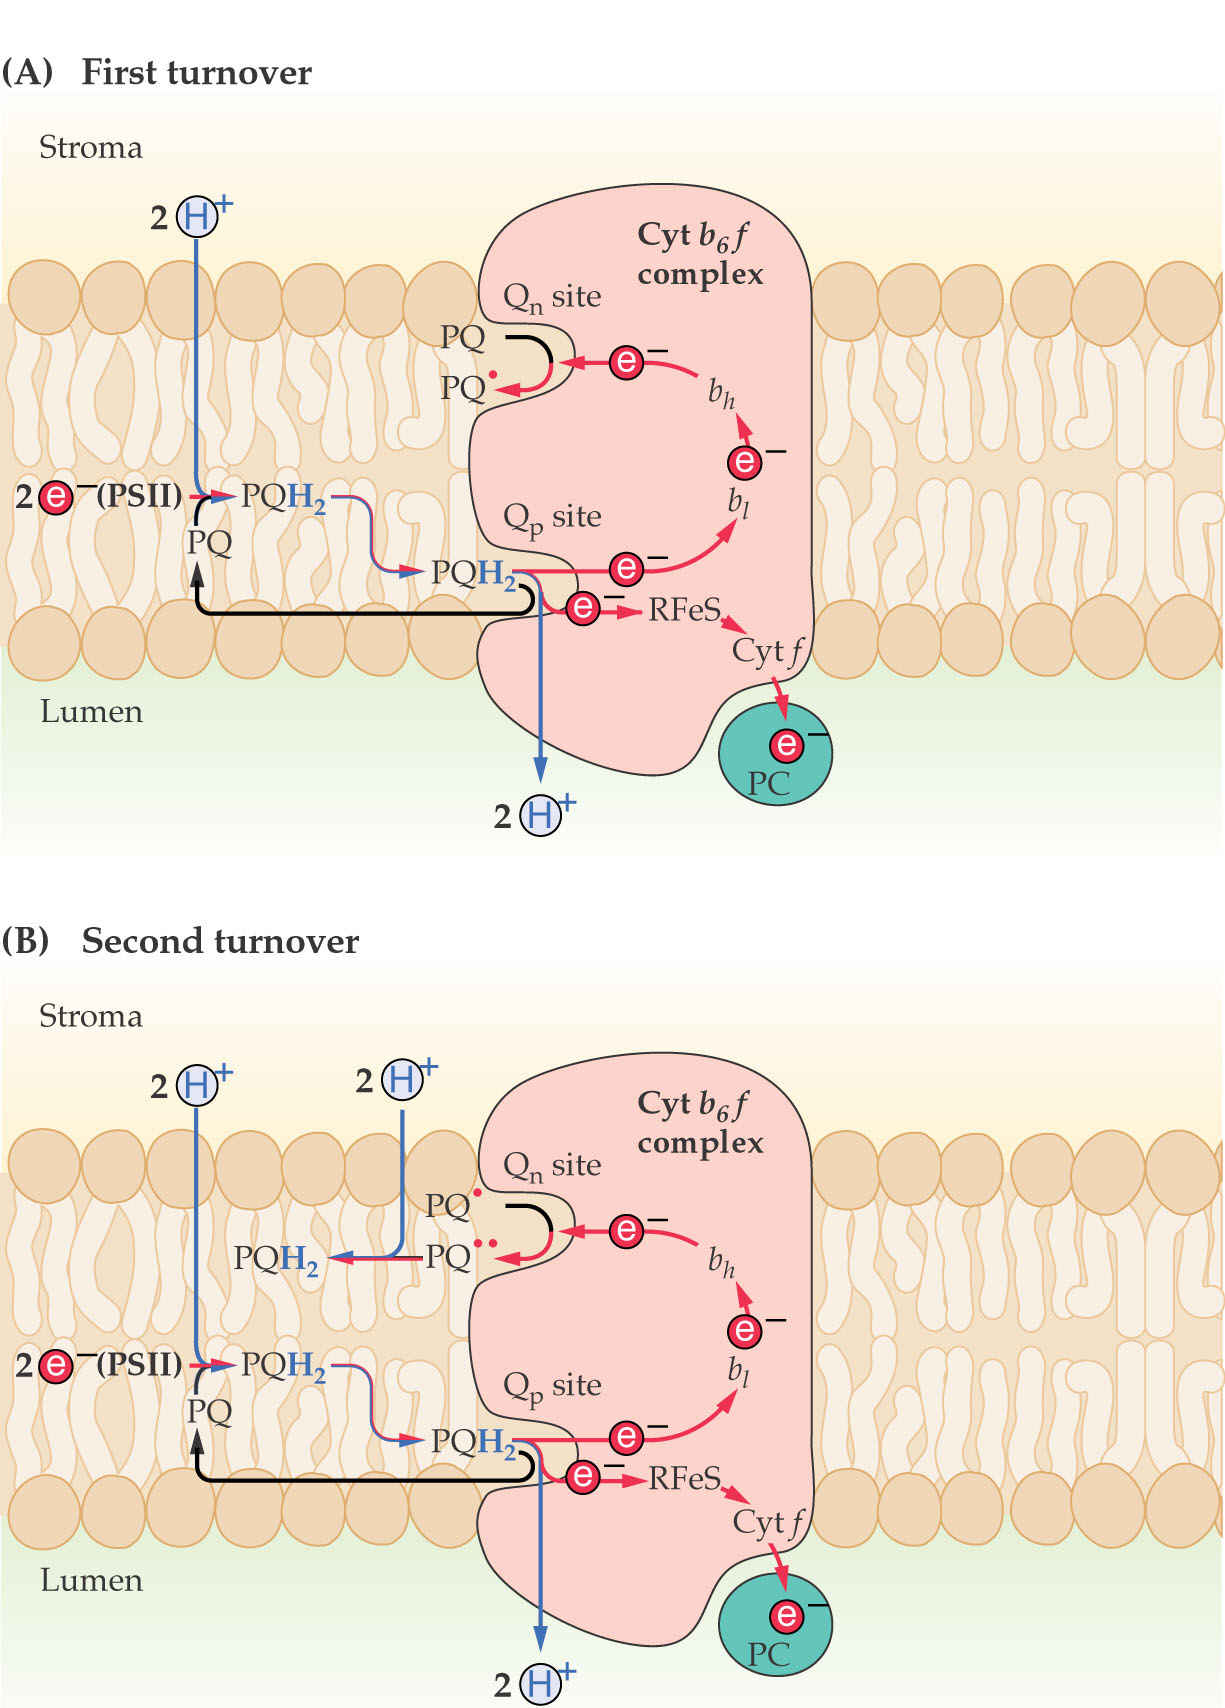 (A) First turnover
Stroma
2 H+
Cyt b6f
complex
Qn site
PQ
PQ•
e−
bh
e−
2 e−(PSII)
PQH2
bl
Qp site
PQ
PQH2
e−
e−
RFeS
Cyt f
Lumen
e−
PC
2 H+
(B) Second turnover
Stroma
2 H+
2 H+
Cyt b6f
complex
Qn site
PQ•
e−
PQH2
PQ••
bh
e−
2 e−(PSII)
PQH2
bl
Qp site
PQ
PQH2
e−
e−
RFeS
Cyt f
Lumen
e−
PC
2 H+